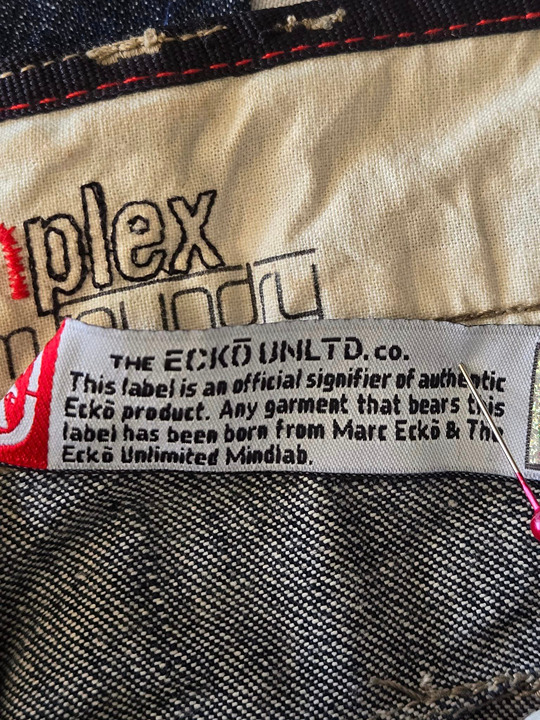 plex
THE ECKŌ UNLTD. CO.
This label is an official signifier of authentic
Eckō product. Any garment that bears this
label has been born from Marc Eckō & The
Eckō Unlimited Mindlab.